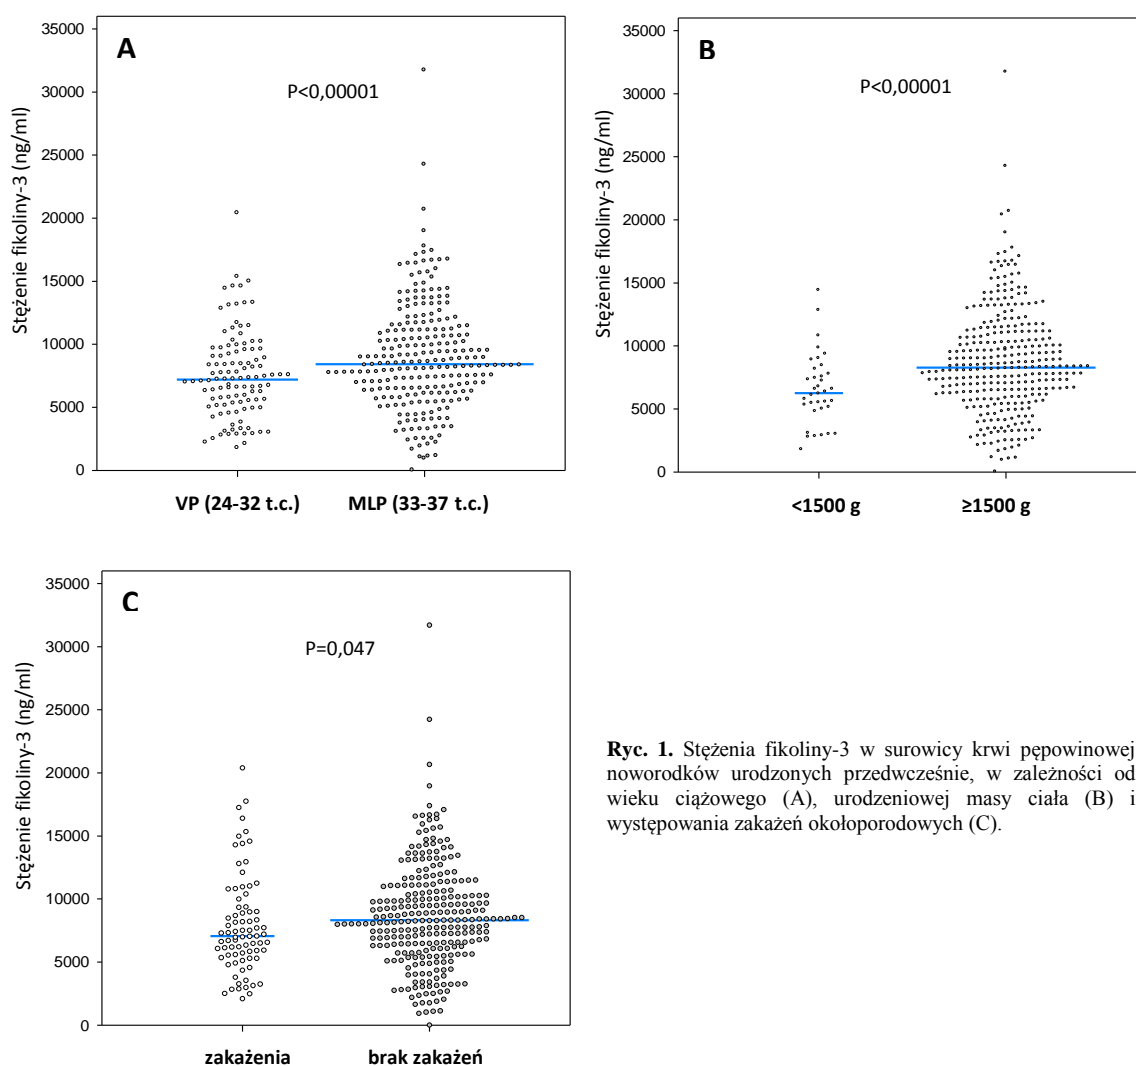 A
P<0,00001
Stężenie fikoliny-3 (ng/ml)
35000
30000
25000
20000
15000
10000
5000
0
VP (24-32 t.c.)
MLP (33-37 t.c.)
B
P<0,00001
Stężenie fikoliny-3 (ng/ml)
35000
30000
25000
20000
15000
10000
5000
0
<1500 g
≥1500 g
C
P=0,047
Stężenie fikoliny-3 (ng/ml)
35000
30000
25000
20000
15000
10000
5000
0
zakażenia
brak zakażeń
Ryc. 1. Stężenia fikoliny-3 w surowicy krwi pępowinowej
noworodków urodzonych przedwcześnie, w zależności od
wieku ciążowego (A), urodzeniowej masy ciała (B) i
występowania zakażeń okołoporodowych (C).